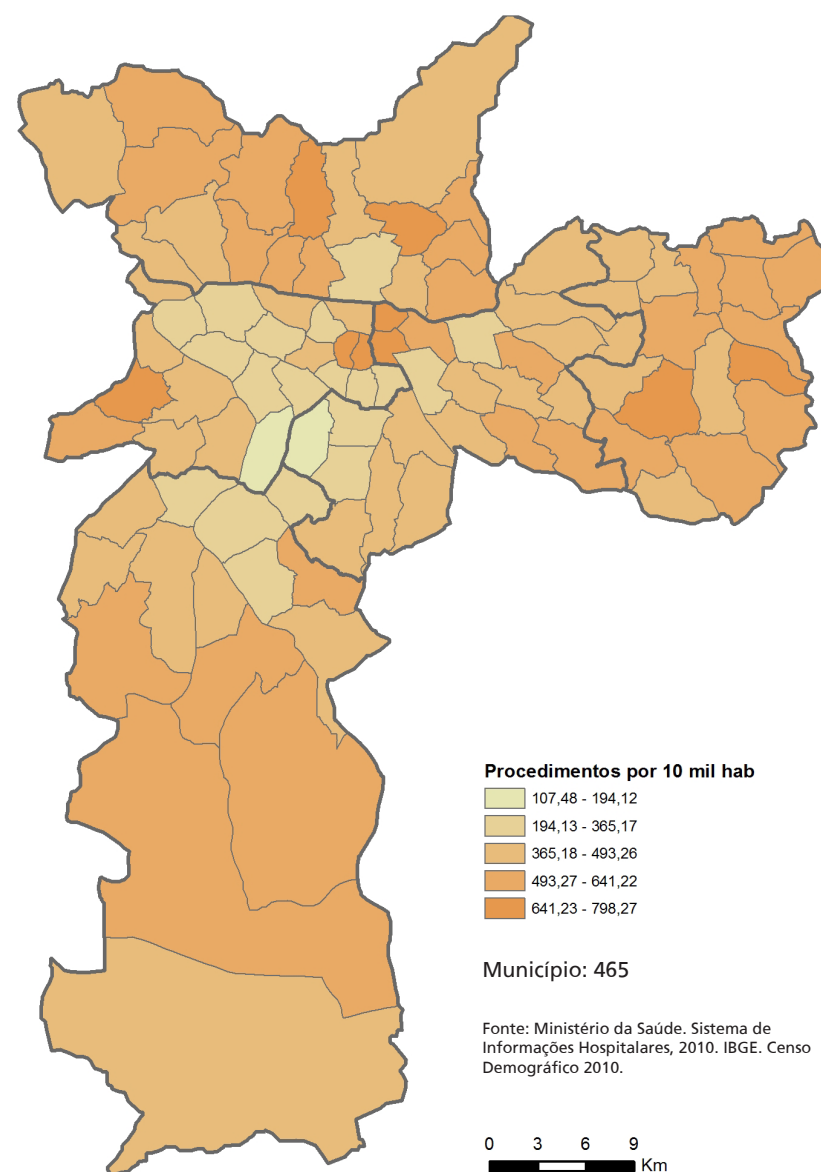 Procedimentos por 10 mil hab
107,48 - 194,12
194,13 - 365,17
365,18 - 493,26
493,27 - 641,22
641,23 - 798,27
Município: 465
Fonte: Ministério da Saúde. Sistema de
Informações Hospitalares, 2010. IBGE. Censo
Demográfico 2010.
0 3 6 9
Km